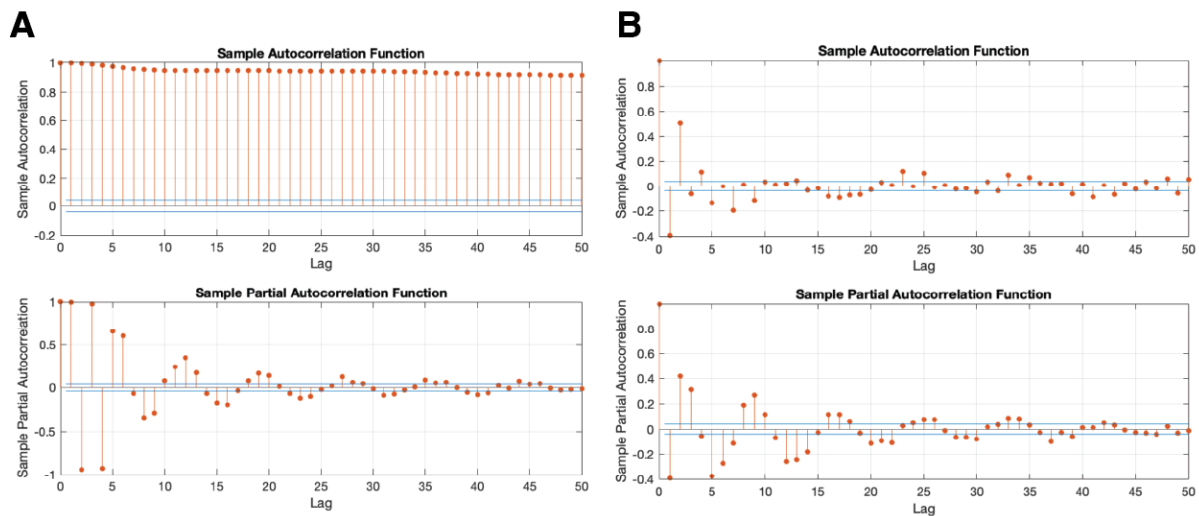 A
Sample Autocorrelation Function
Sample Autocorrelation
1
0.8
0.6
0.4
0.2
0
-0.2
0 5 10 15 20 25 30 35 40 45 50
Lag
Sample Partial Autocorrelation Function
Sample Partial Autocorreation
1
0.5
0
-0.5
-1
0 5 10 15 20 25 30 35 40 45 50
Lag
B
Sample Autocorrelation Function
Sample Autocorrelation
0.8
0.6
0.4
0.2
0
-0.2
-0.4
0 5 10 15 20 25 30 35 40 45 50
Lag
Sample Partial Autocorrelation Function
Sample Partial Autocorrelation
0.8
0.6
0.4
0.2
0
-0.2
-0.4
0 5 10 15 20 25 30 35 40 45 50
Lag